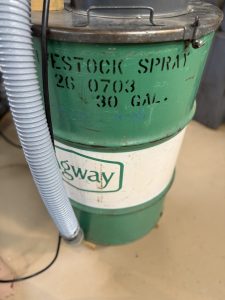 ESTOCK SPRAY
26 0703
30 GAL.
gway